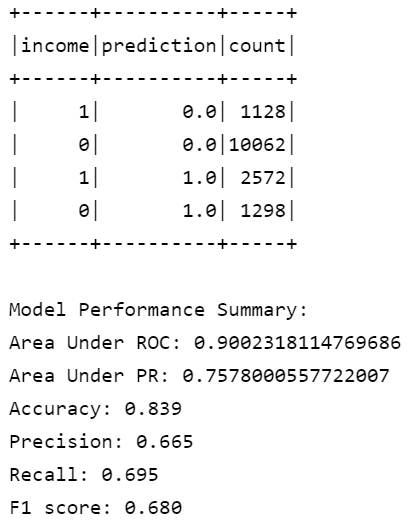 +------+----------+-----+
|income|prediction|count|
+------+----------+-----+
|     1|       0.0| 1128|
|     0|       0.0|10062|
|     1|       1.0| 2572|
|     0|       1.0| 1298|
+------+----------+-----+

Model Performance Summary:
Area Under ROC: 0.9002318114769686
Area Under PR: 0.7578000557722007
Accuracy: 0.839
Precision: 0.665
Recall: 0.695
F1 score: 0.680